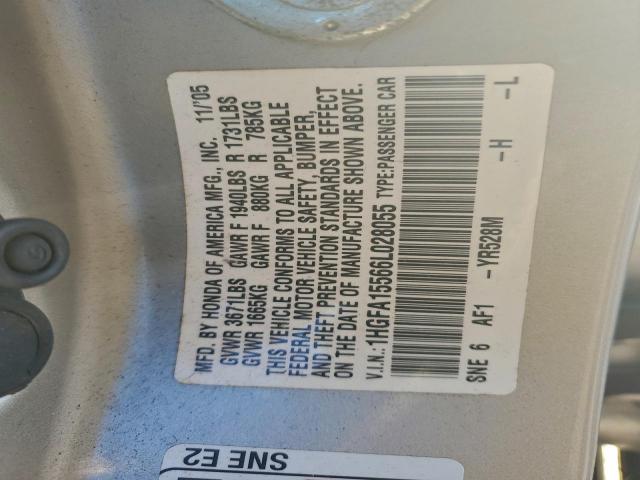 MFD. BY HONDA OF AMERICA MFG., INC. 11/'05
GVWR 3671LBS GAWR F 1940LBS R 1731LBS
GVWR 1665KG GAWR F 880KG R 785KG
THIS VEHICLE CONFORMS TO ALL APPLICABLE
FEDERAL MOTOR VEHICLE SAFETY, BUMPER,
AND THEFT PREVENTION STANDARDS IN EFFECT
ON THE DATE OF MANUFACTURE SHOWN ABOVE.
V.I.N.: 1HGFA15566L028055 TYPE:PASSENGER CAR
SNE 6 AF1 -YR528M -H -L
SNE E2